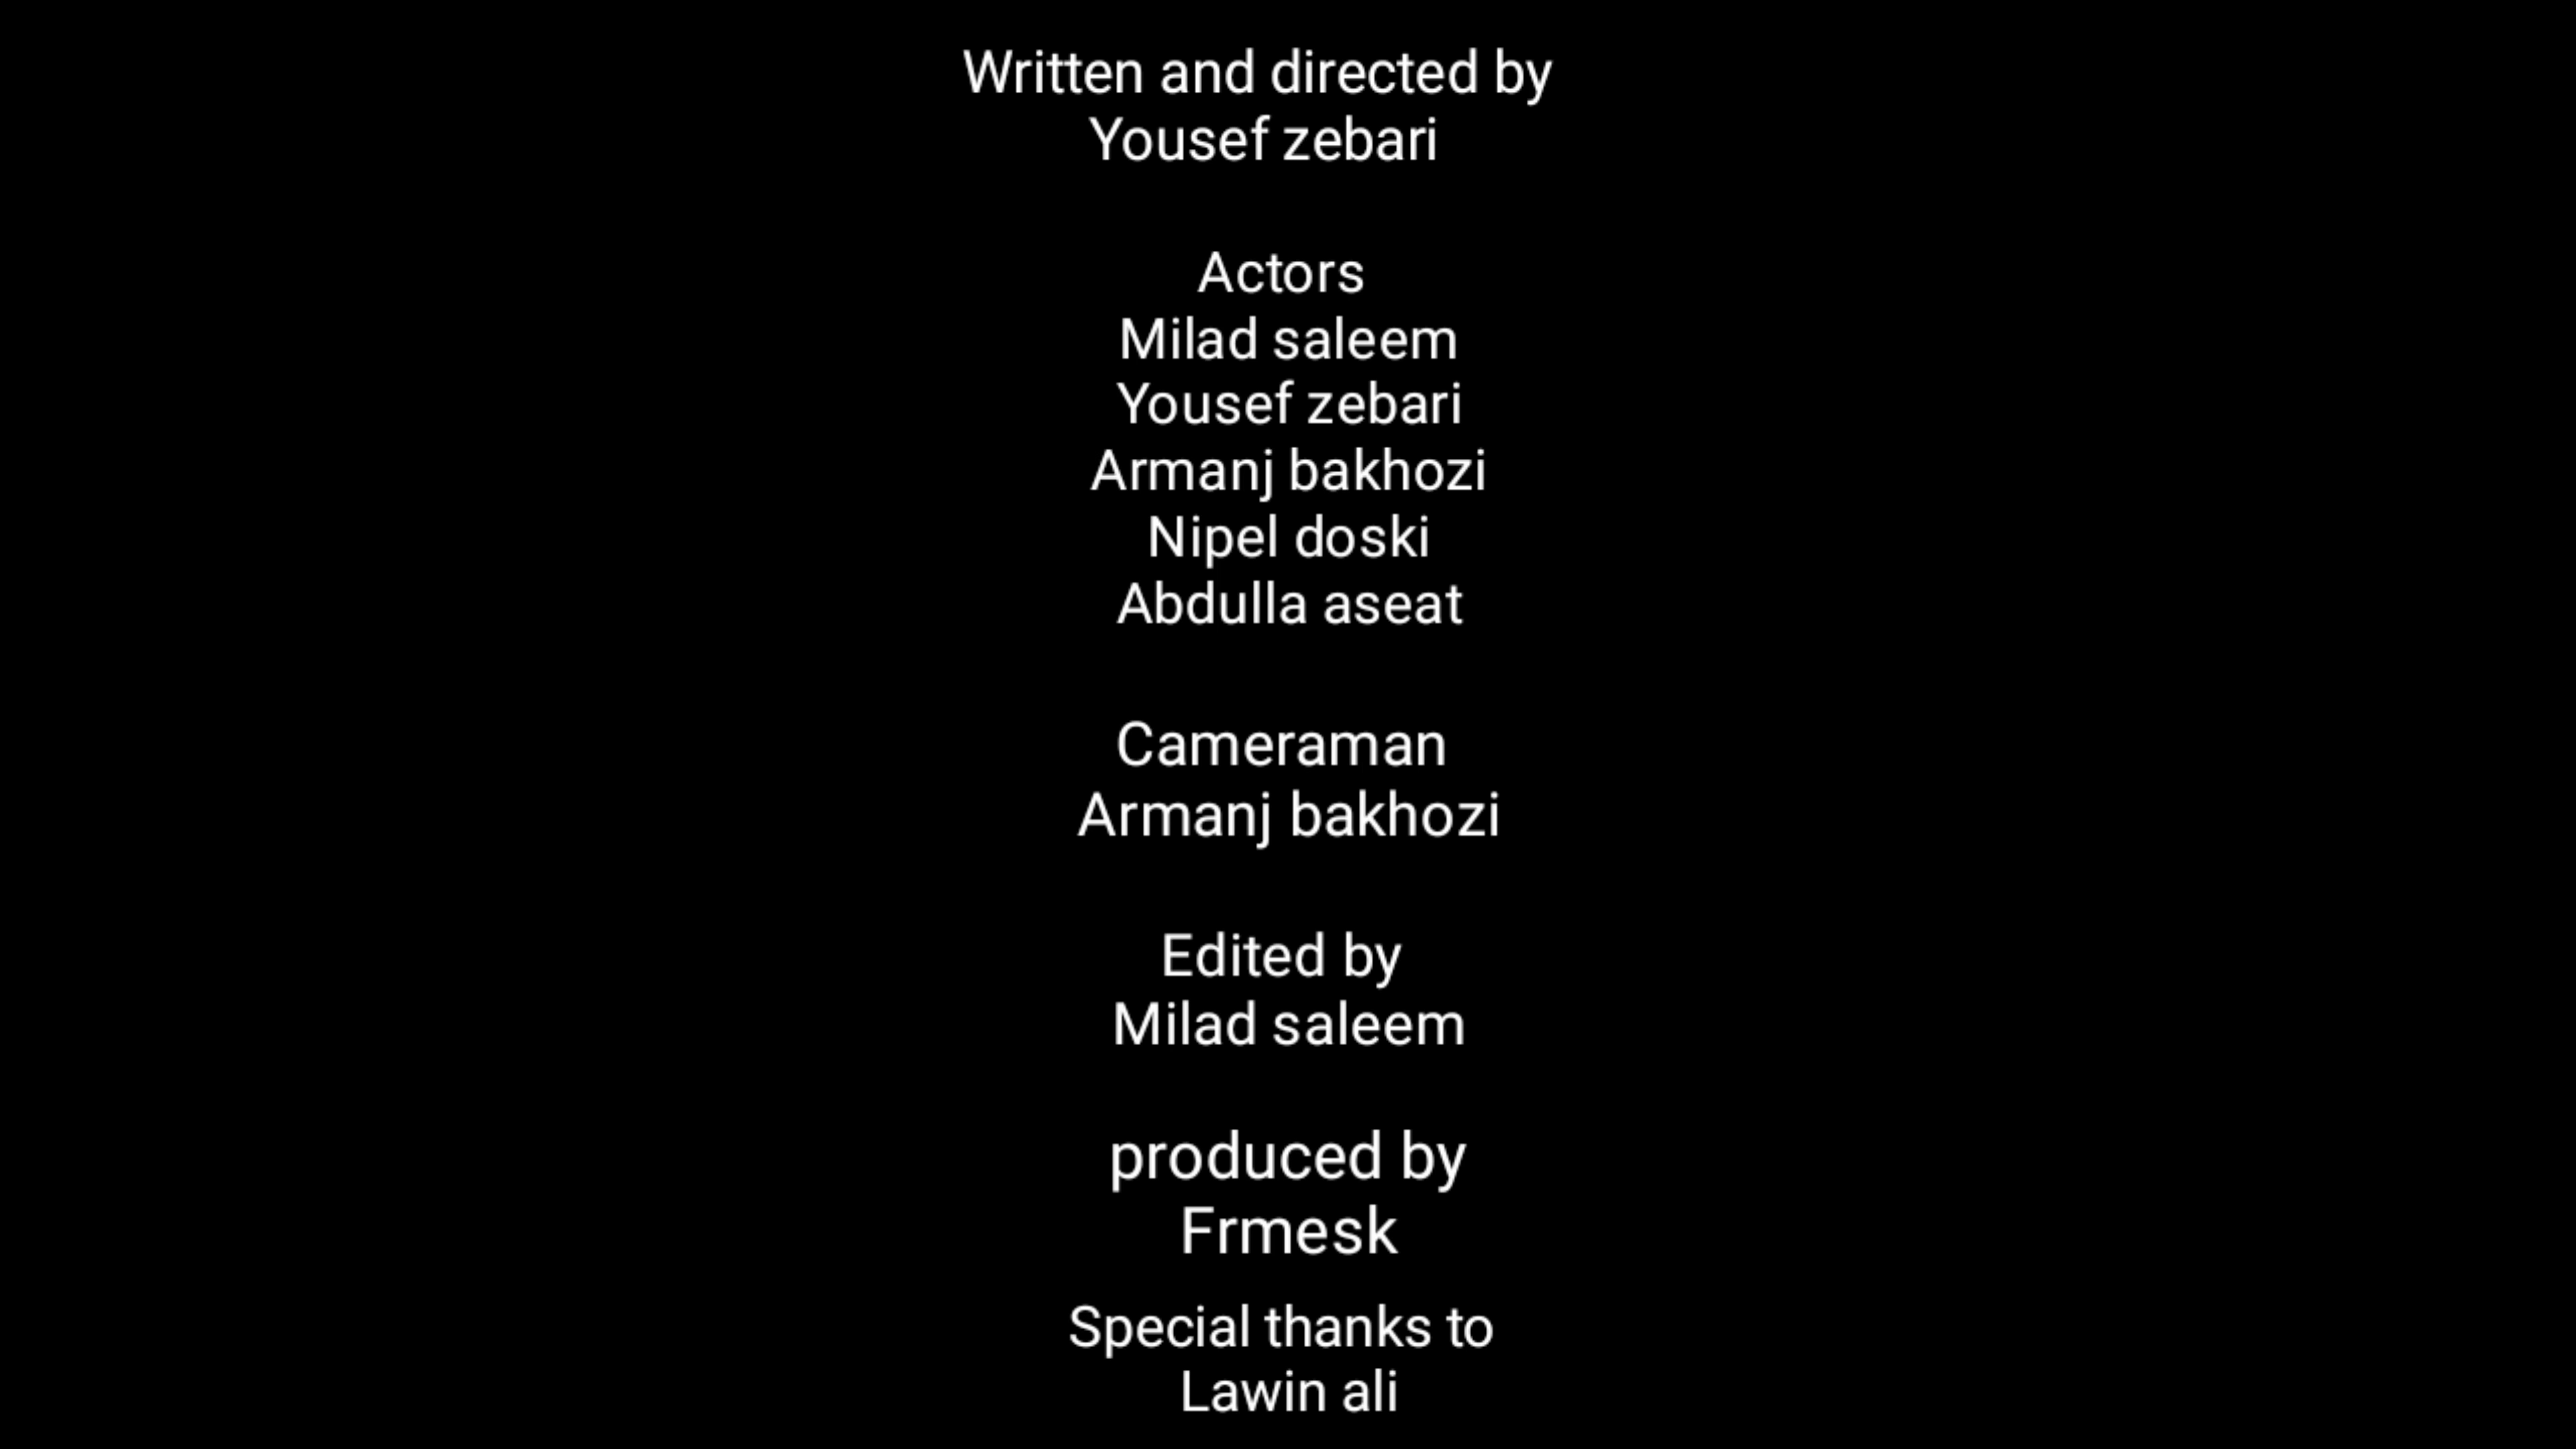 Written and directed by
Yousef zebari
Actors
Milad saleem
Yousef zebari
Armanj bakhozi
Nipel doski
Abdulla aseat
Cameraman
Armanj bakhozi
Edited by
Milad saleem
produced by
Frmesk
Special thanks to
Lawin ali